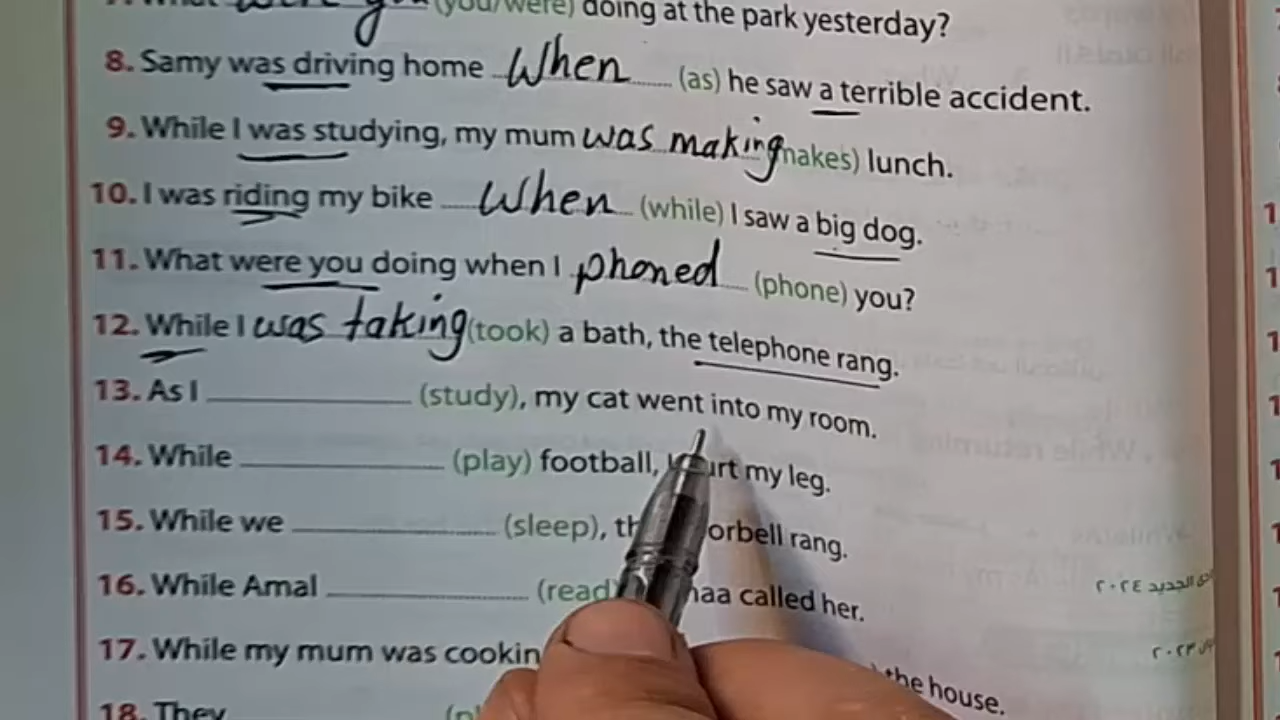 were you (you/were) doing at the park yesterday?
8. Samy was driving home When (as) he saw a terrible accident.
9. While I was studying, my mum was making makes) lunch.
10. I was riding my bike When (while) I saw a big dog.
11. What were you doing when I phoned (phone) you?
12. While I was taking (took) a bath, the telephone rang.
13. As I (study), my cat went into my room.
14. While (play) football, my leg.
15. While we (sleep), rang.
16. While Amal (read called her.
17. While my mum was the house.
18. They